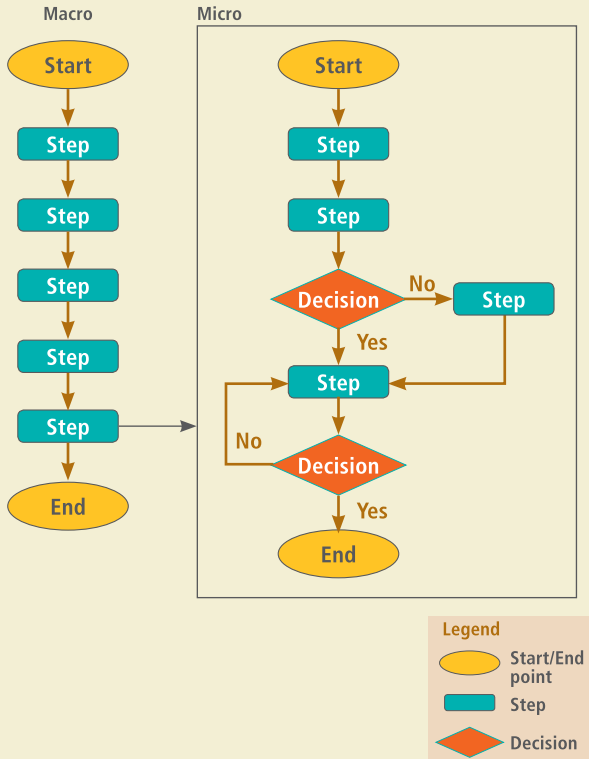 Macro
Start
Step
Step
Step
Step
Step
End
Micro
Start
Step
Step
Decision
No
Step
Yes
Step
No
Decision
Yes
End
Legend
Start/End
point
Step
Decision